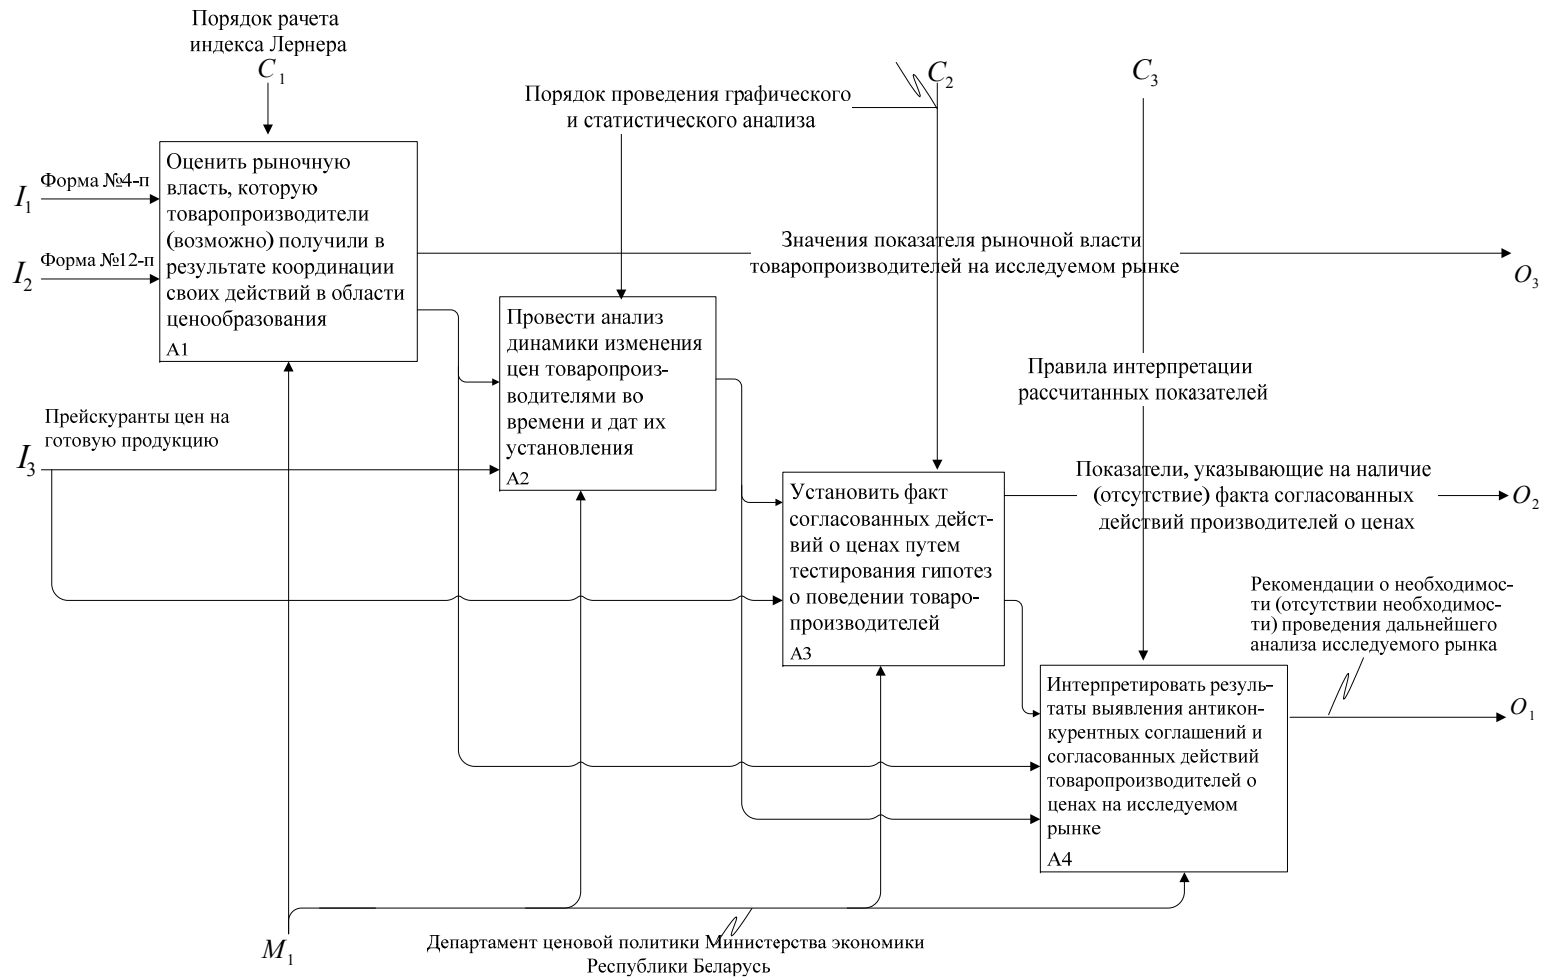 Порядок рачета
индекса Лернера
C1
C2
C3
Порядок проведения графического
и статистического анализа
Оценить рыночную
власть, которую
товаропроизводители
(возможно) получили в
результате координации
своих действий в области
ценообразования
A1
I1
Форма №4-п
I2
Форма №12-п
Значения показателя рыночной власти
товаропроизводителей на исследуемом рынке
O3
Провести анализ
динамики изменения
цен товаропроиз-
водителями во
времени и дат их
установления
A2
Правила интерпретации
рассчитанных показателей
Прейскуранты цен на
готовую продукцию
I3
Установить факт
согласованных дейст-
вий о ценах путем
тестирования гипотез
о поведении товаро-
производителей
A3
Показатели, указывающие на наличие
(отсутствие) факта согласованных
действий производителей о ценах
O2
Рекомендации о необходимос-
ти (отсутствии необходимос-
ти) проведения дальнейшего
анализа исследуемого рынка
O1
Интерпретировать резуль-
таты выявления антикон-
курентных соглашений и
согласованных действий
товаропроизводителей о
ценах на исследуемом
рынке
A4
M1
Департамент ценовой политики Министерства экономики
Республики Беларусь